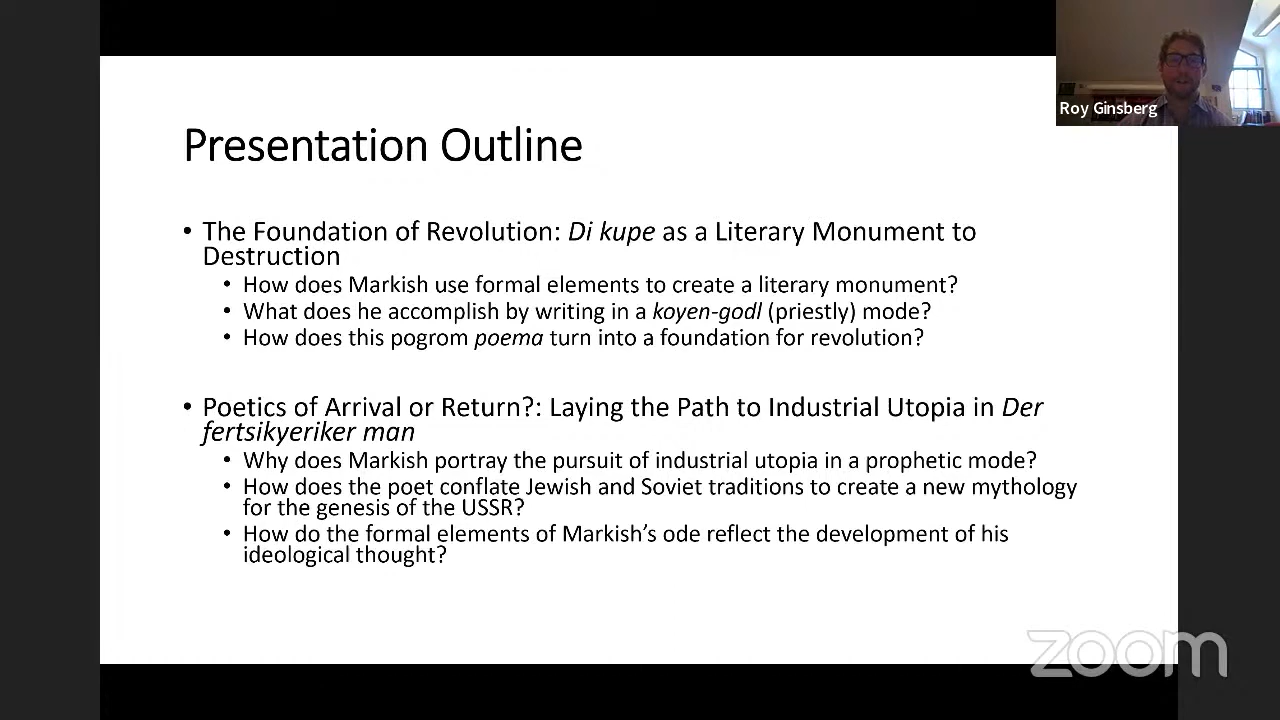 Roy Ginsberg
Presentation Outline
• The Foundation of Revolution: Di kupe as a Literary Monument to
Destruction
• How does Markish use formal elements to create a literary monument?
• What does he accomplish by writing in a koyen-godl (priestly) mode?
• How does this pogrom poema turn into a foundation for revolution?
• Poetics of Arrival or Return?: Laying the Path to Industrial Utopia in Der
fertsikyeriker man
• Why does Markish portray the pursuit of industrial utopia in a prophetic mode?
• How does the poet conflate Jewish and Soviet traditions to create a new mythology
for the genesis of the USSR?
• How do the formal elements of Markish’s ode reflect the development of his
ideological thought?
zoom